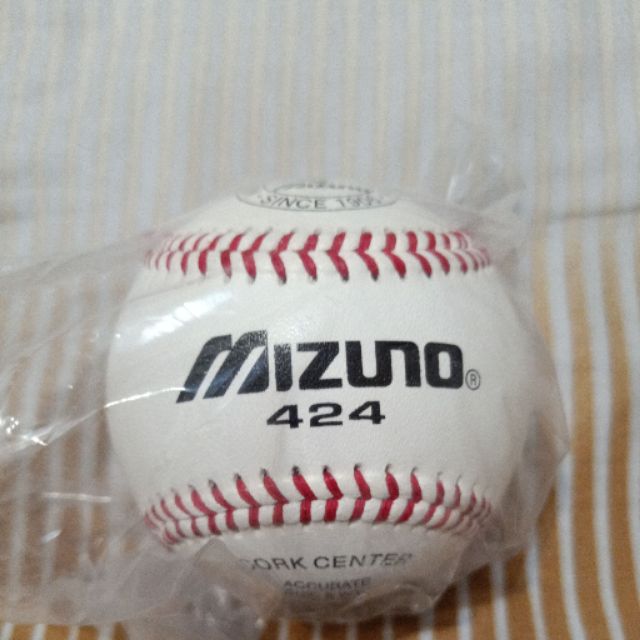 SINCE
MIZUNO®
424
CORK CENTER
ACCURATE